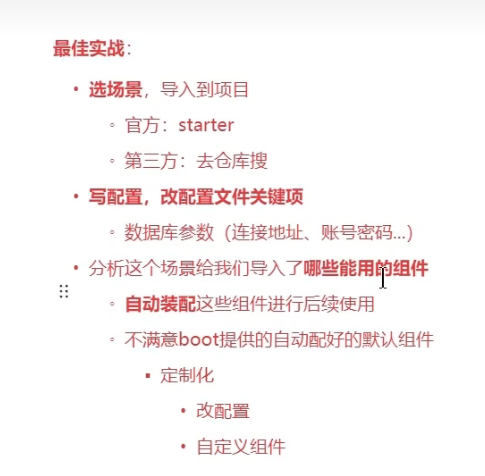 最佳实战：
选场景，导入到项目
官方：starter
第三方：去仓库搜
写配置，改配置文件关键项
数据库参数（连接地址、账号密码...）
分析这个场景给我们导入了哪些能用的组件
自动装配这些组件进行后续使用
不满意boot提供的自动配好的默认组件
定制化
改配置
自定义组件